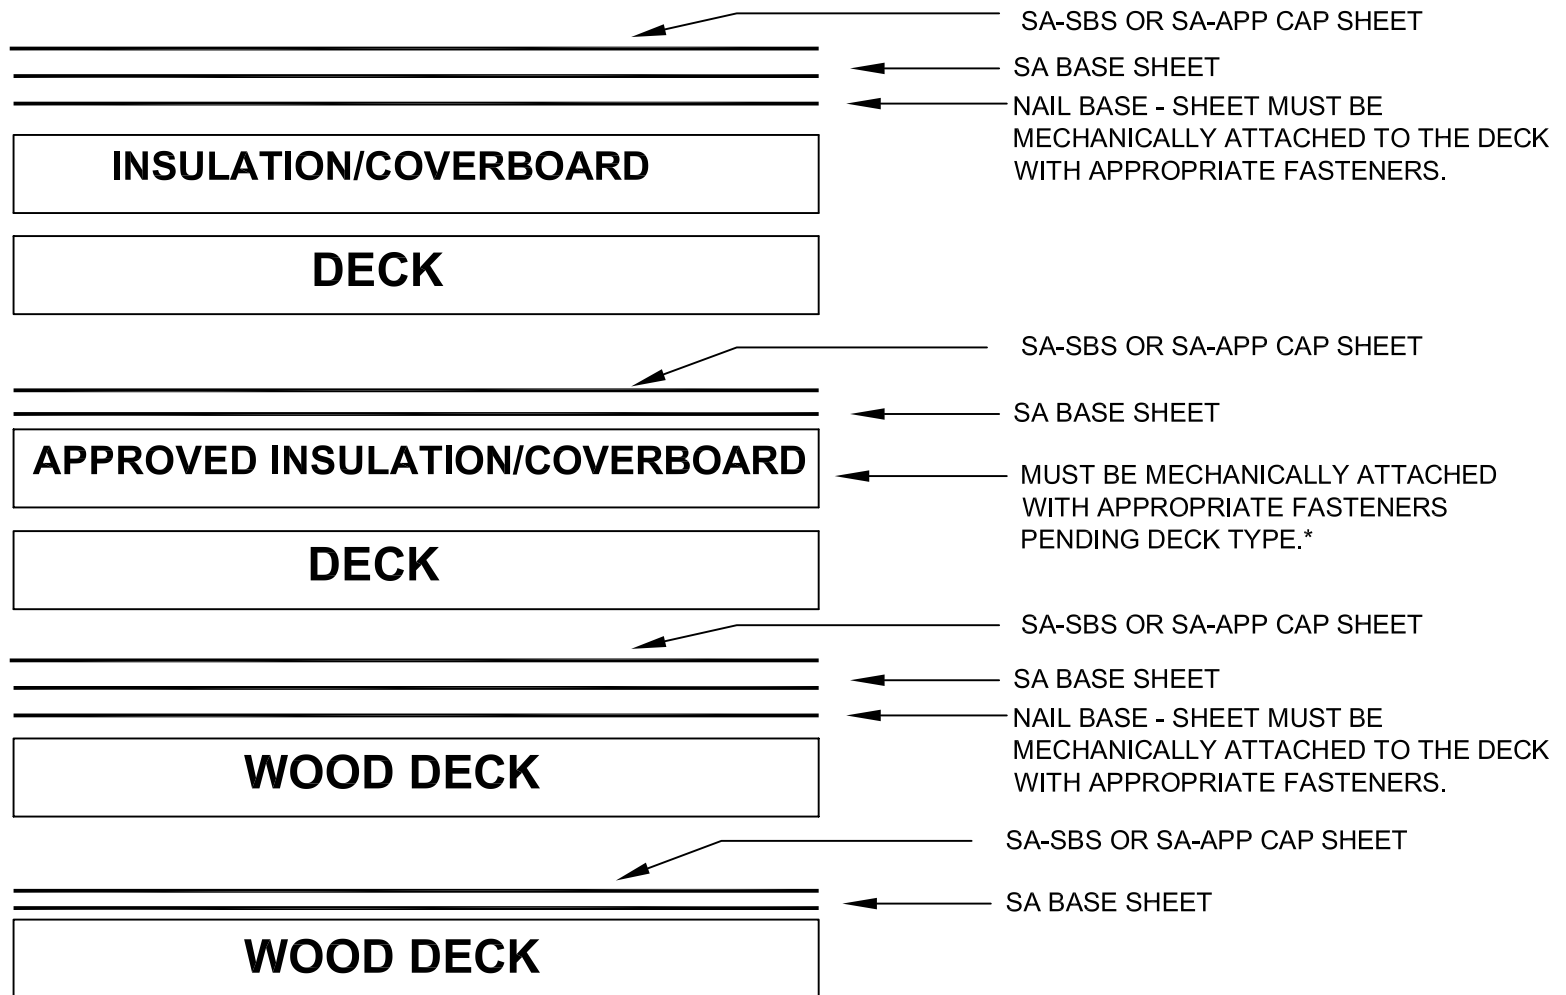 SA-SBS OR SA-APP CAP SHEET
SA BASE SHEET
NAIL BASE - SHEET MUST BE
MECHANICALLY ATTACHED TO THE DECK
WITH APPROPRIATE FASTENERS.
INSULATION/COVERBOARD
DECK
SA-SBS OR SA-APP CAP SHEET
SA BASE SHEET
APPROVED INSULATION/COVERBOARD
MUST BE MECHANICALLY ATTACHED
WITH APPROPRIATE FASTENERS
PENDING DECK TYPE.*
DECK
SA-SBS OR SA-APP CAP SHEET
SA BASE SHEET
NAIL BASE - SHEET MUST BE
MECHANICALLY ATTACHED TO THE DECK
WITH APPROPRIATE FASTENERS.
WOOD DECK
SA-SBS OR SA-APP CAP SHEET
SA BASE SHEET
WOOD DECK